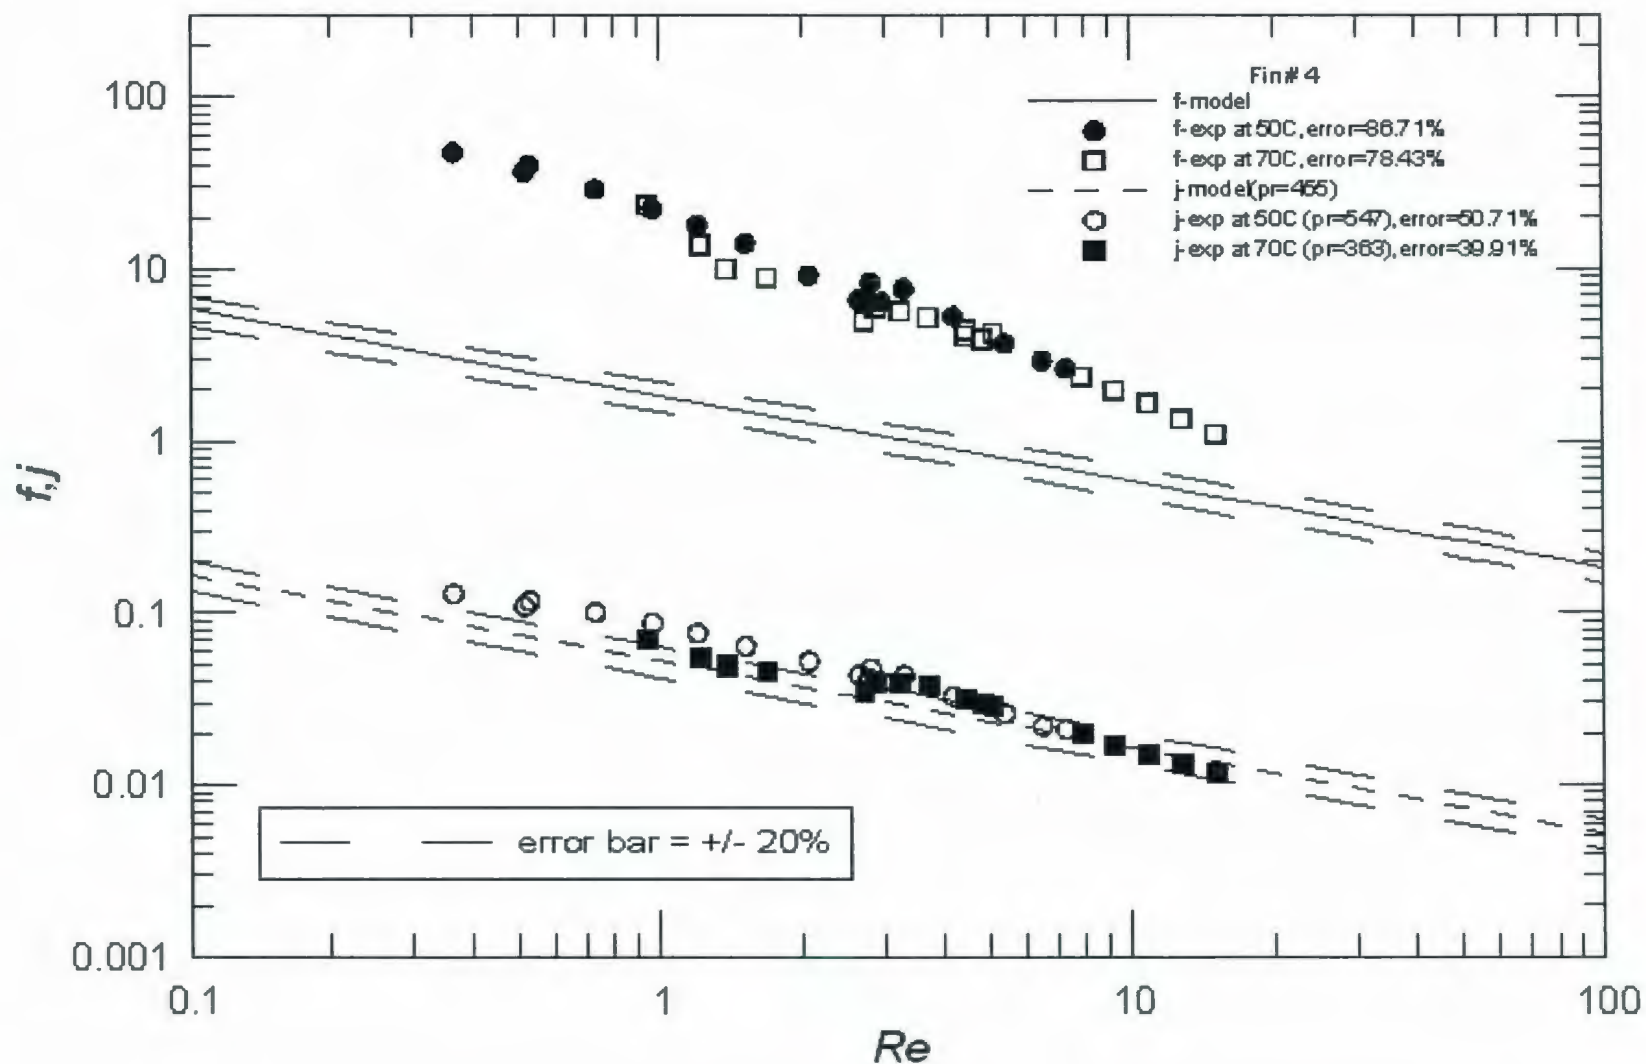 Fin# 4
f-model
f-exp at 50C, error=86.71%
f-exp at 70C, error=78.43%
j-model(pr=455)
j-exp at 50C (pr=547), error=50.71%
j-exp at 70C (pr=363), error=39.91%
100
10
1
0.1
0.01
0.001
f,j
error bar = +/- 20%
0.1
1
10
100
Re